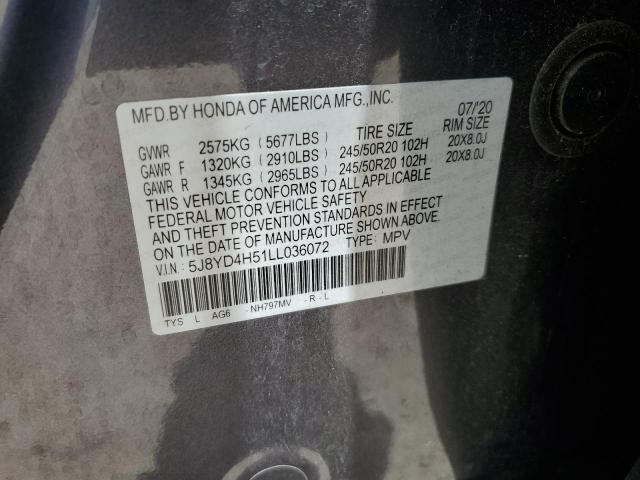 MFD.BY HONDA OF AMERICA MFG.,INC. 07/'20
TIRE SIZE RIM SIZE
GVWR 2575KG (5677LBS)
GAWR F 1320KG (2910LBS) 245/50R20 102H 20X8.0J
GAWR R 1345KG (2965LBS) 245/50R20 102H 20X8.0J
THIS VEHICLE CONFORMS TO ALL APPLICABLE
FEDERAL MOTOR VEHICLE SAFETY
AND THEFT PREVENTION STANDARDS IN EFFECT
ON THE DATE OF MANUFACTURE SHOWN ABOVE.
V.I.N: 5J8YD4H51LL036072 TYPE: MPV
TYS L AG6 -NH797MV -R-L